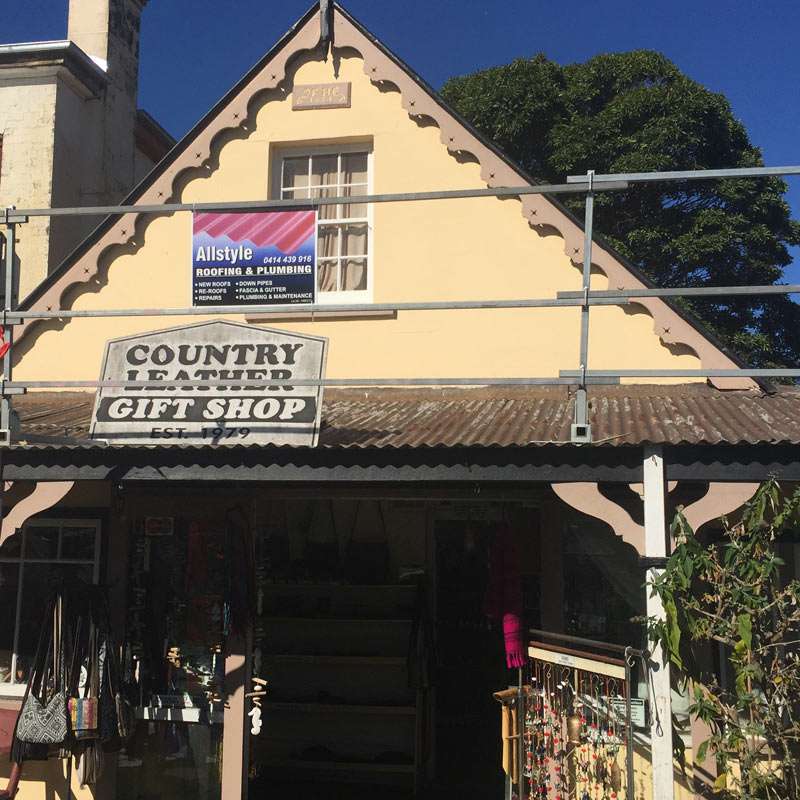 Allstyle
0414 439 916
ROOFING & PLUMBING
• NEW ROOFS • DOWN PIPES
• RE-ROOFS • FASCIA & GUTTER
• REPAIRS • PLUMBING & MAINTENANCE
COUNTRY
LEATHER
GIFT SHOP
EST. 1979